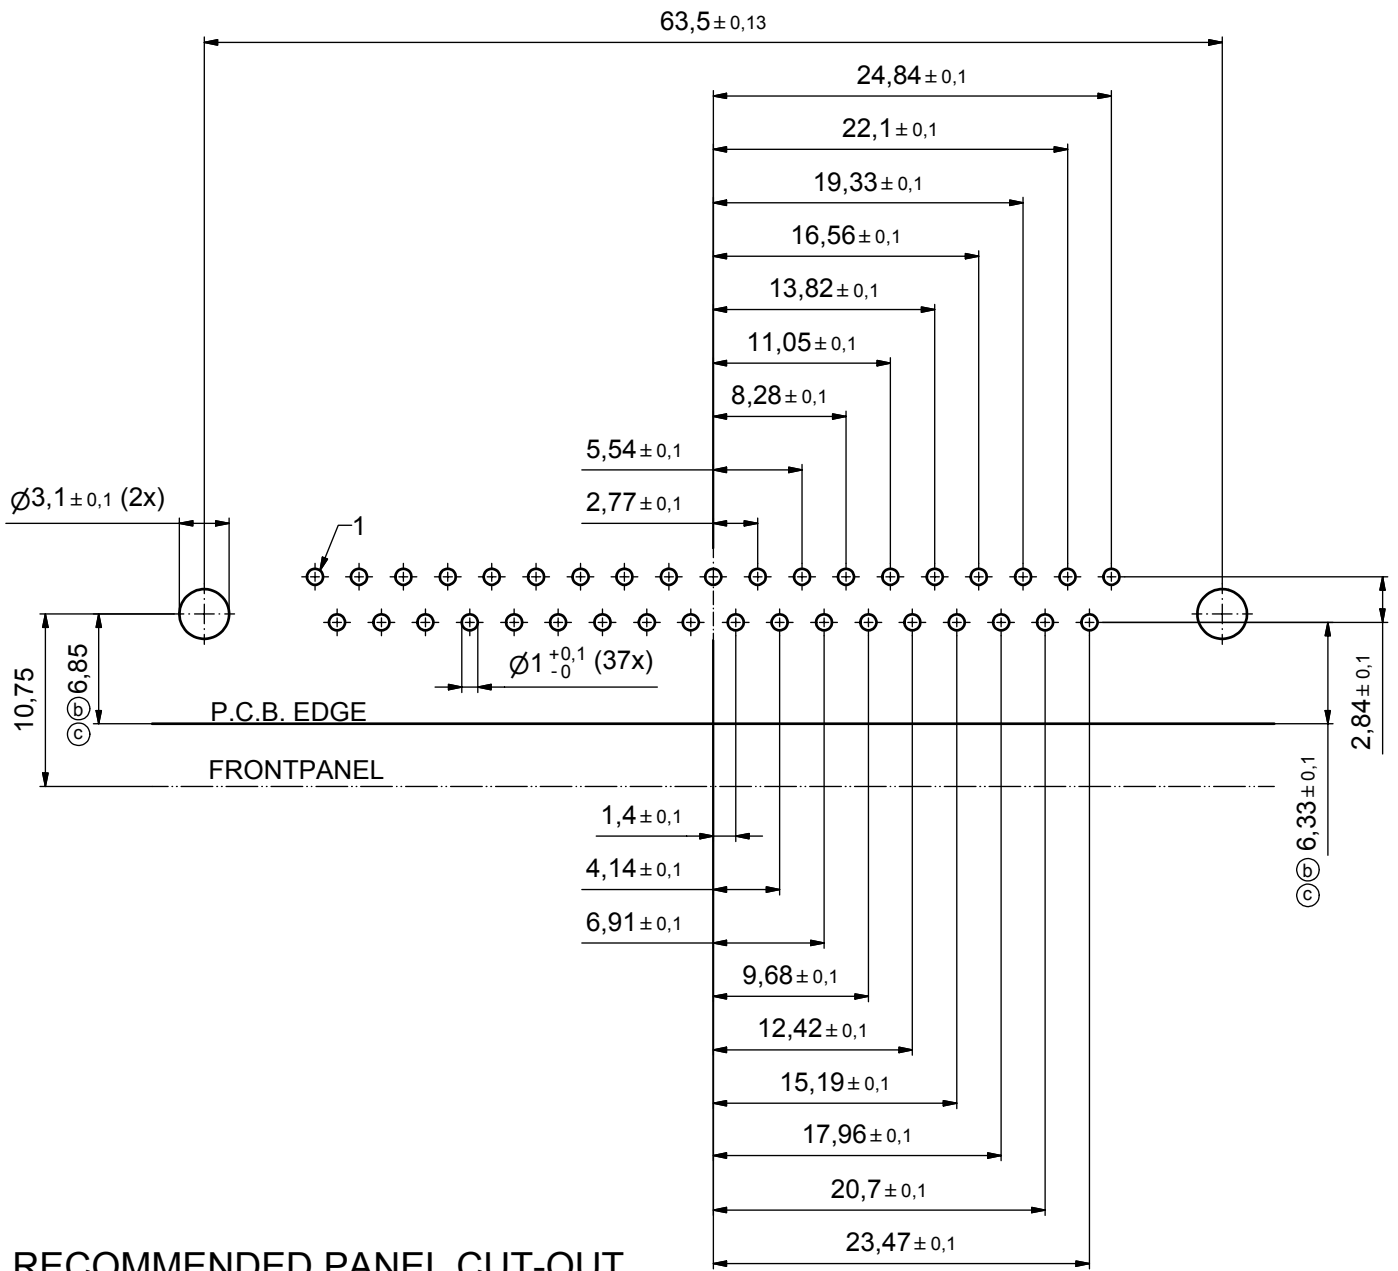 63,5 ± 0,13
24,84 ± 0,1
22,1 ± 0,1
19,33 ± 0,1
16,56 ± 0,1
13,82 ± 0,1
11,05 ± 0,1
8,28 ± 0,1
5,54 ± 0,1
2,77 ± 0,1
Ø3,1 ± 0,1 (2x)
1
Ø1 +0,1 -0 (37x)
10,75
ⓒ ⓑ 6,85
2,84 ± 0,1
ⓒ ⓑ 6,33 ± 0,1
P.C.B. EDGE
FRONTPANEL
1,4 ± 0,1
4,14 ± 0,1
6,91 ± 0,1
9,68 ± 0,1
12,42 ± 0,1
15,19 ± 0,1
17,96 ± 0,1
20,7 ± 0,1
23,47 ± 0,1
RECOMMENDED PANEL CUT-OUT